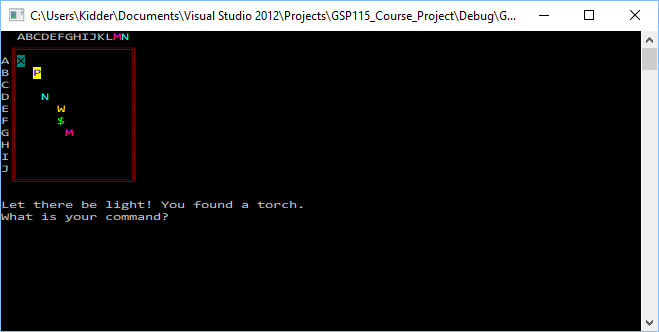 C:\Users\Kidder\Documents\Visual Studio 2012\Projects\GSP115_Course_Project\Debug\G...
ABCDEFGHIJKLMN
A X
B P
C
D N
E W
F $
G M
H
I
J
Let there be light! You found a torch.
What is your command?